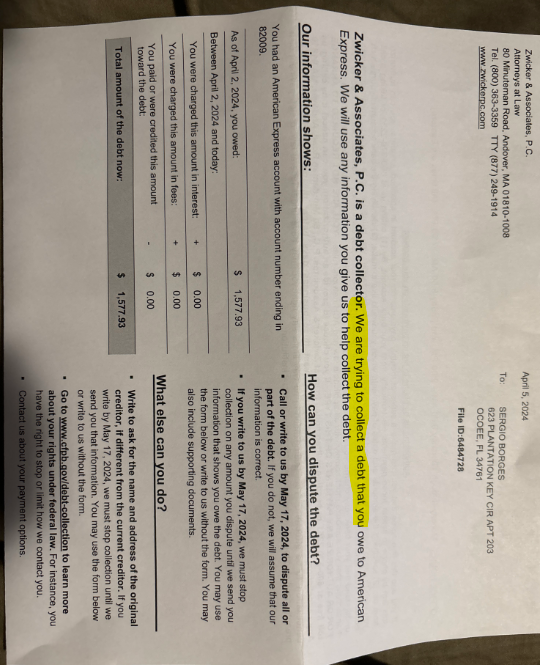 Zwicker & Associates, P.C.
Attorneys at Law
80 Minuteman Road, Andover, MA 01810-1008
Tel. (800) 363-3359 TTY (877) 249-1914
www.zwickerpc.com
April 5, 2024
To: SERGIO BORGES
623 PLANTATION KEY CIR APT 203
OCOEE, FL 34761
File ID:6484728
Zwicker & Associates, P.C. is a debt collector. We are trying to collect a debt that you owe to American
Express. We will use any information you give us to help collect the debt.
Our information shows:
You had an American Express account with account number ending in
82009.
As of April 2, 2024, you owed: $ 1,577.93
Between April 2, 2024 and today:
You were charged this amount in interest: + $ 0.00
You were charged this amount in fees: + $ 0.00
You paid or were credited this amount - $ 0.00
toward the debt:
Total amount of the debt now: $ 1,577.93
How can you dispute the debt?
• Call or write to us by May 17, 2024, to dispute all or
part of the debt. If you do not, we will assume that our
information is correct.
• If you write to us by May 17, 2024, we must stop
collection on any amount you dispute until we send you
information that shows you owe the debt. You may use
the form below or write to us without the form. You may
also include supporting documents.
What else can you do?
• Write to ask for the name and address of the original
creditor, if different from the current creditor. If you
write by May 17, 2024, we must stop collection until we
send you that information. You may use the form below
or write to us without the form.
• Go to www.cfpb.gov/debt-collection to learn more
about your rights under federal law. For instance, you
have the right to stop or limit how we contact you.
• Contact us about your payment options.